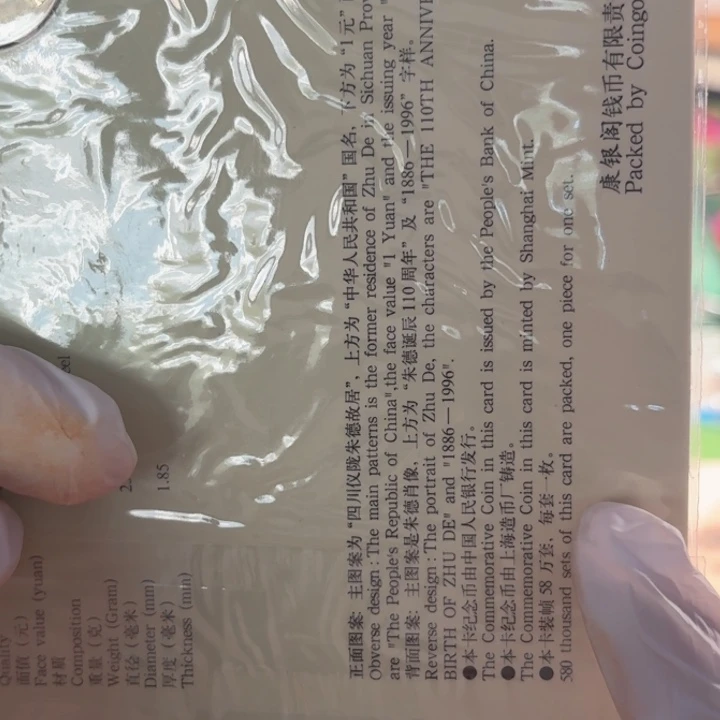 Quality
面值（元）
Face value (yuan)
材质
Composition
重量（克）
Weight (Gram)
直径（毫米）
Diameter (mm)
厚度（毫米）
Thickness (mm)
1.85
正面图案：主图案为“四川仪陇朱德故居”，上方为“中华人民共和国”国名，下方为“1元”
Obverse design : The main patterns is the former residence of Zhu De Sichuan
are "The People's Republic of China",the face value "1 Yuan" and the issuing year
背面图案：主图案是朱德肖像，上方为“朱德诞辰110周年”及“1886—1996”字样。
Reverse design : The portrait of Zhu De, the characters are "THE 110TH
BIRTH OF ZHU DE" and "1886—1996".
●本卡纪念币由中国人民银行发行。
The Commemorative Coin in this card is issued by the People's Bank of China.
●本卡纪念币由上海造币厂铸造。
The Commemorative Coin in this card is minted by Shanghai Mint.
●本卡装帧 58 万套，每套一枚。
580 thousand sets of this card are packed, one piece for one set.
康银阁钱币有限责
Packed by